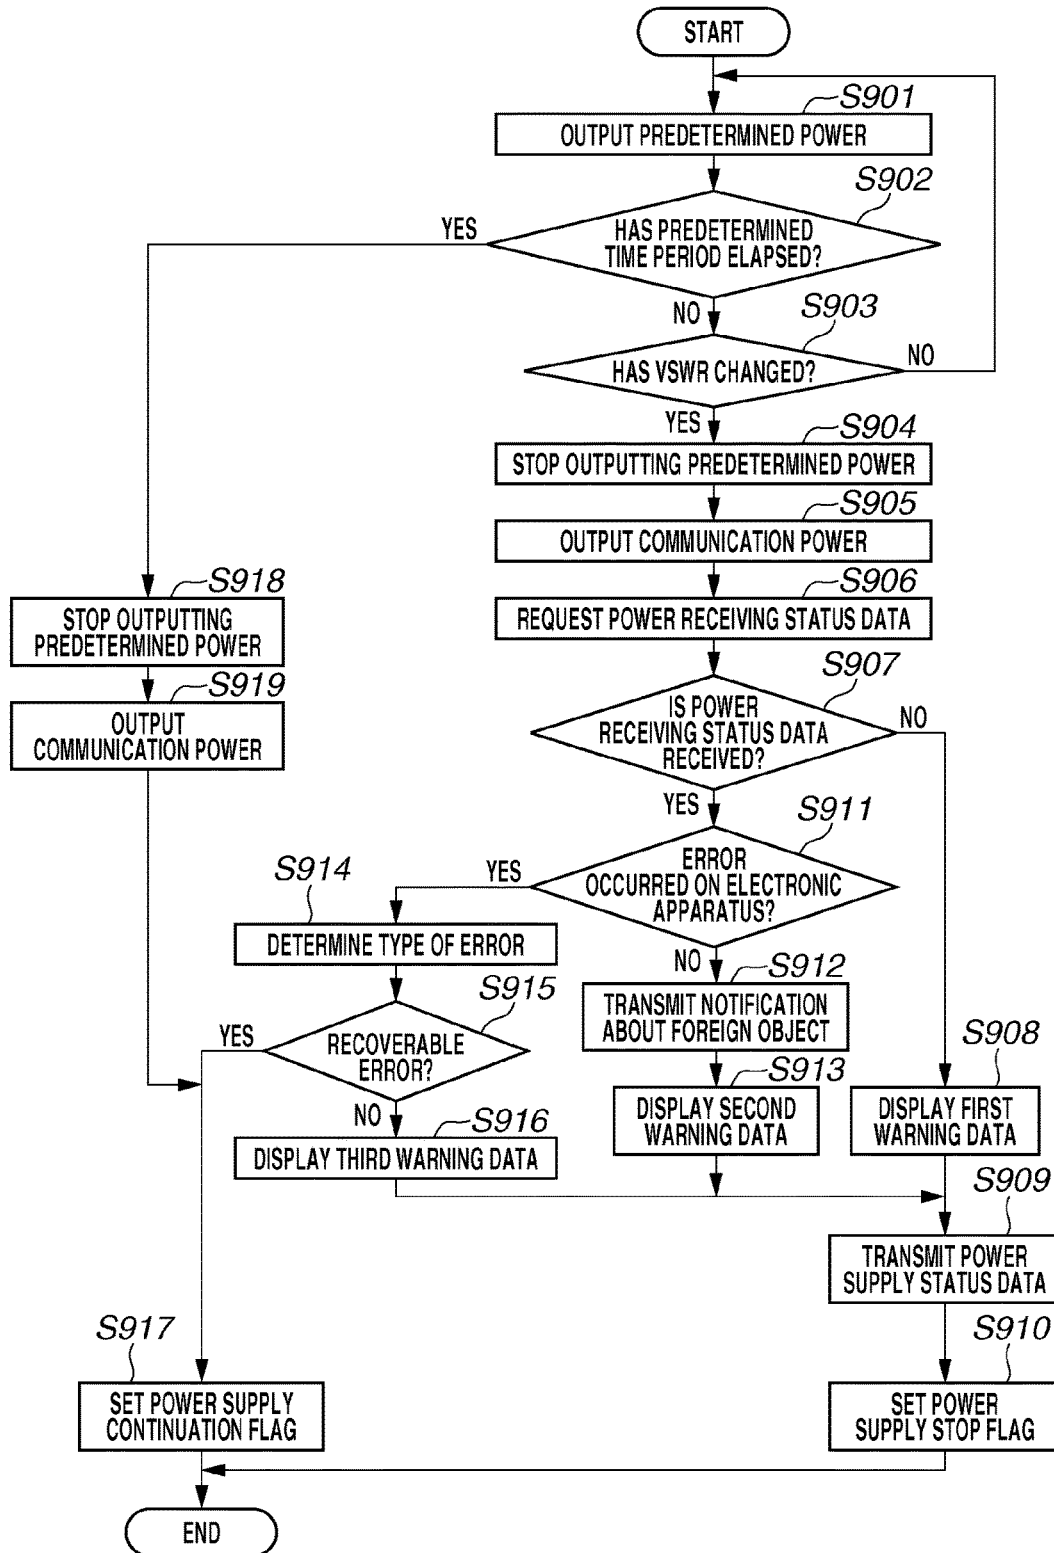 START
S901
OUTPUT PREDETERMINED POWER
S902
YES
HAS PREDETERMINED
TIME PERIOD ELAPSED?
NO
S903
HAS VSWR CHANGED?
NO
YES
S904
STOP OUTPUTTING PREDETERMINED POWER
S905
OUTPUT COMMUNICATION POWER
S906
REQUEST POWER RECEIVING STATUS DATA
S918
STOP OUTPUTTING
PREDETERMINED POWER
S919
OUTPUT
COMMUNICATION POWER
S907
IS POWER
RECEIVING STATUS DATA
RECEIVED?
NO
YES
S911
ERROR
OCCURRED ON ELECTRONIC
APPARATUS?
YES
NO
S914
DETERMINE TYPE OF ERROR
S915
RECOVERABLE
ERROR?
YES
NO
S912
TRANSMIT NOTIFICATION
ABOUT FOREIGN OBJECT
S913
DISPLAY SECOND
WARNING DATA
S908
DISPLAY FIRST
WARNING DATA
S916
DISPLAY THIRD WARNING DATA
S909
TRANSMIT POWER
SUPPLY STATUS DATA
S917
SET POWER SUPPLY
CONTINUATION FLAG
S910
SET POWER
SUPPLY STOP FLAG
END